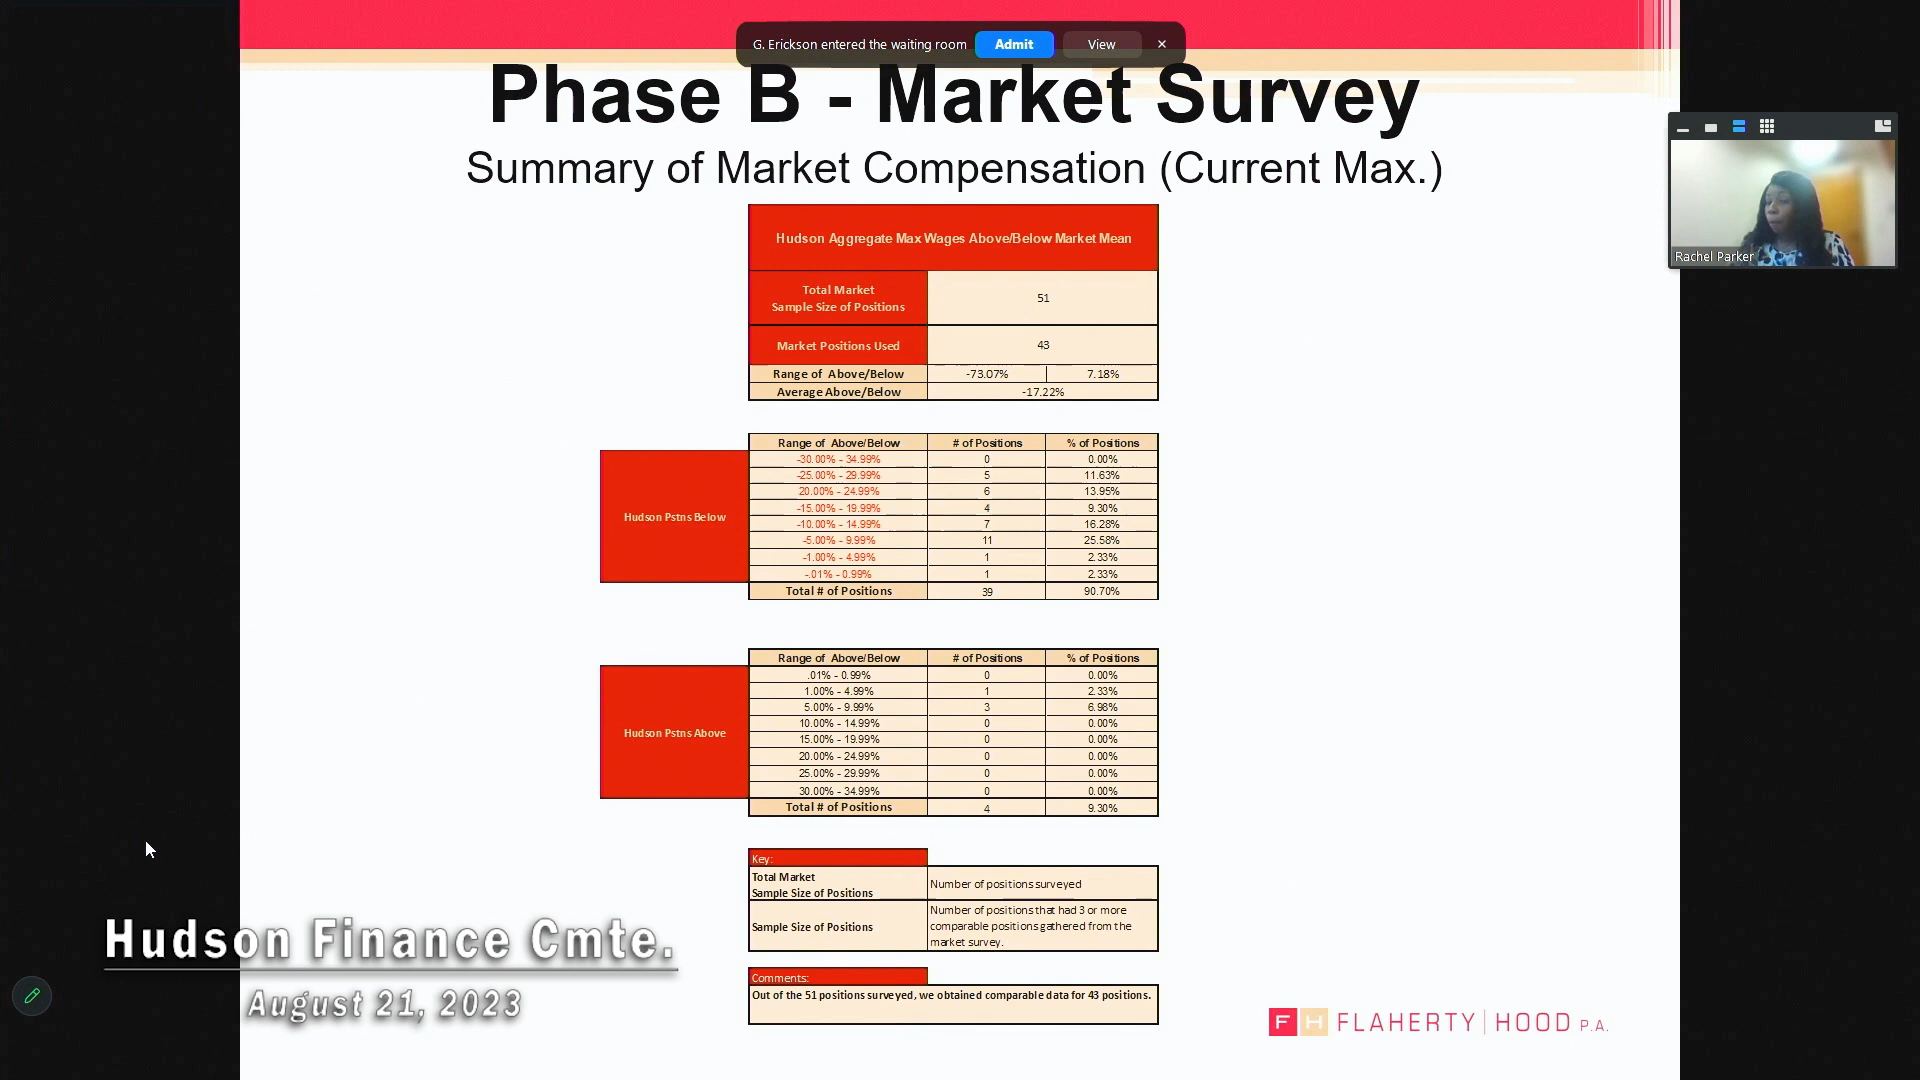 G. Erickson entered the waiting room Admit View ×
Phase B - Market Survey
Summary of Market Compensation (Current Max.)
Rachel Parker
Hudson Aggregate Max Wages Above/Below Market Mean
Total Market
Sample Size of Positions
51
Market Positions Used 43
Range of Above/Below -73.07% 7.18%
Average Above/Below -17.22%
Hudson Pstns Below
Range of Above/Below # of Positions % of Positions
-30.00% - 34.99% 0 0.00%
-25.00% - 29.99% 5 11.63%
20.00% - 24.99% 6 13.95%
-15.00% - 19.99% 4 9.30%
-10.00% - 14.99% 7 16.28%
-5.00% - 9.99% 11 25.58%
-1.00% - 4.99% 1 2.33%
-.01% - 0.99% 1 2.33%
Total # of Positions 39 90.70%
Hudson Pstns Above
Range of Above/Below # of Positions % of Positions
.01% - 0.99% 0 0.00%
1.00% - 4.99% 1 2.33%
5.00% - 9.99% 3 6.98%
10.00% - 14.99% 0 0.00%
15.00% - 19.99% 0 0.00%
20.00% - 24.99% 0 0.00%
25.00% - 29.99% 0 0.00%
30.00% - 34.99% 0 0.00%
Total # of Positions 4 9.30%
Key:
Total Market
Sample Size of Positions
Number of positions surveyed
Sample Size of Positions
Number of positions that had 3 or more
comparable positions gathered from the
market survey.
Comments:
Out of the 51 positions surveyed, we obtained comparable data for 43 positions.
Hudson Finance Cmte.
August 21, 2023
F H FLAHERTY | HOOD P.A.